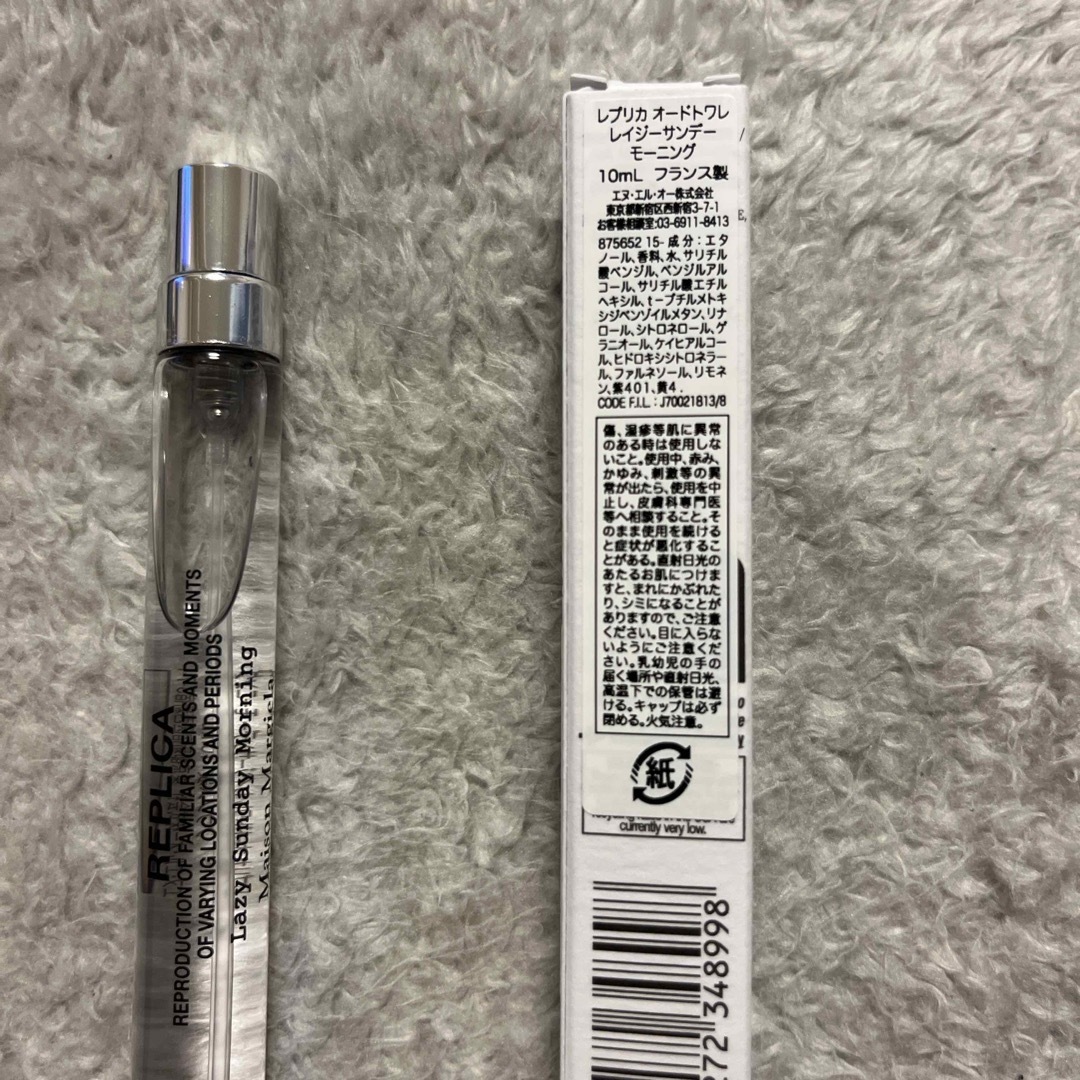 REPLICA
REPRODUCTION OF FAMILIAR SCENTS AND MOMENTS
OF VARYING LOCATIONS AND PERIODS
Lazy Sunday Morning
Maison Margiela
レプリカ オードトワレ
レイジーサンデー
モーニング
10mL フランス製
エヌ・エル・オー株式会社
東京都新宿区西新宿3-7-1
お客様相談室:03-6911-8413
875652 15- 成分:エタ
ノール、香料、水、サリチル
酸ベンジル、ベンジルアル
コール、サリチル酸エチル
ヘキシル、t-ブチルメトキ
シジベンゾイルメタン、リナ
ロール、シトロネロール、ゲ
ラニオール、ケイヒアルコー
ル、ヒドロキシシトロネラー
ル、ファルネソール、リモネ
ン、紫401、黄4.
CODE F.I.L. : J70021813/8
傷、湿疹等肌に異常
のある時は使用しな
いこと。使用中、赤み、
かゆみ、刺激等の異
常が出たら、使用を中
止し、皮膚科専門医
等へ相談すること。そ
のまま使用を続ける
と症状が悪化するこ
とがある。直射日光の
あたるお肌につけま
すと、まれにかぶれた
り、シミになることが
ありますので、ご注意
ください。目に入らな
いようにご注意くださ
い。乳幼児の手の
届く場所や直射日光、
高温下での保管は避
ける。キャップは必ず
閉める。火気注意。
紙
currently very low.
272 348998